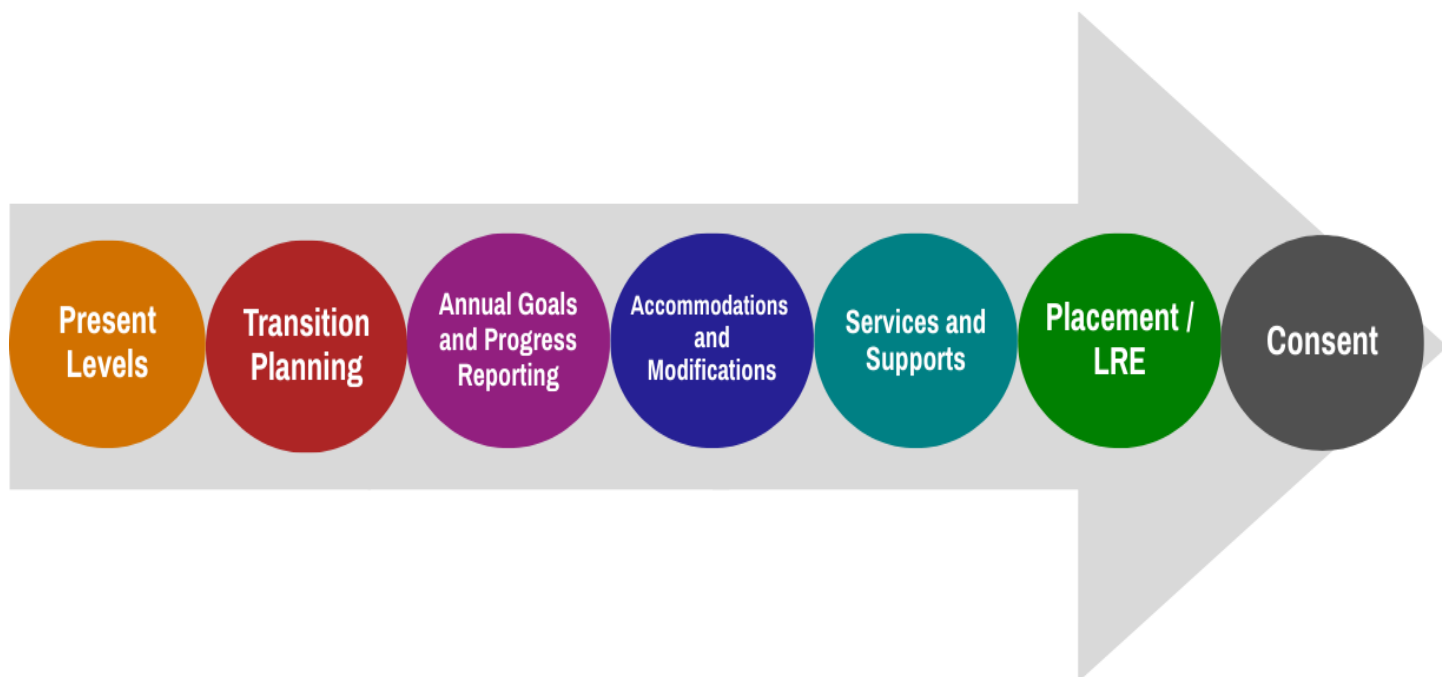 Present
Levels
Transition
Planning
Annual Goals
and Progress
Reporting
Accommodations
and
Modifications
Services and
Supports
Placement /
LRE
Consent